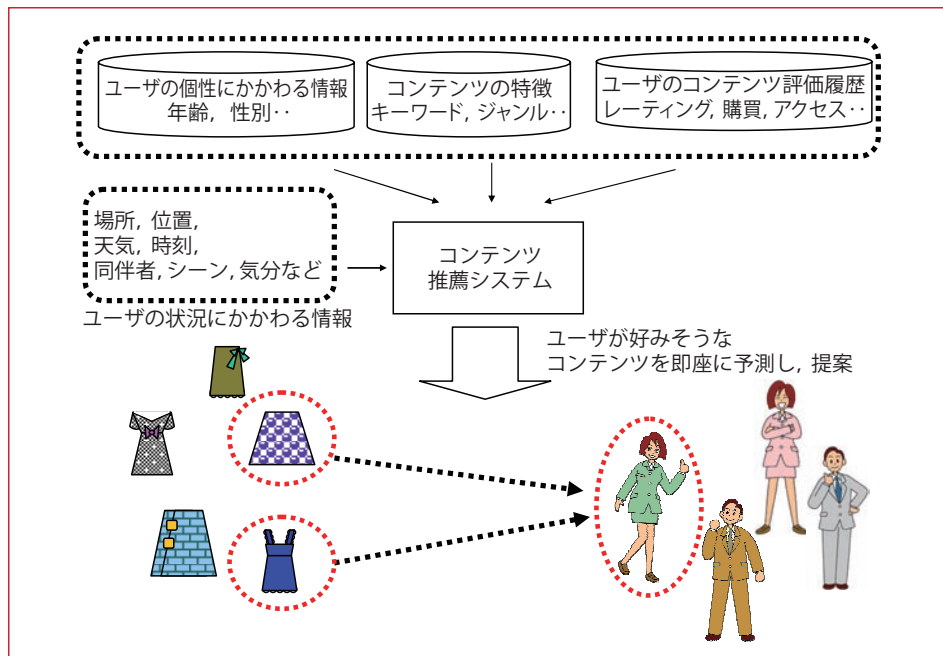 ユーザの個性にかかわる情報
年齢, 性別‥
コンテンツの特徴
キーワード, ジャンル‥
ユーザのコンテンツ評価履歴
レーティング, 購買, アクセス‥
場所, 位置,
天気, 時刻,
同伴者, シーン, 気分など
ユーザの状況にかかわる情報
コンテンツ
推薦システム
ユーザが好みそうな
コンテンツを即座に予測し, 提案